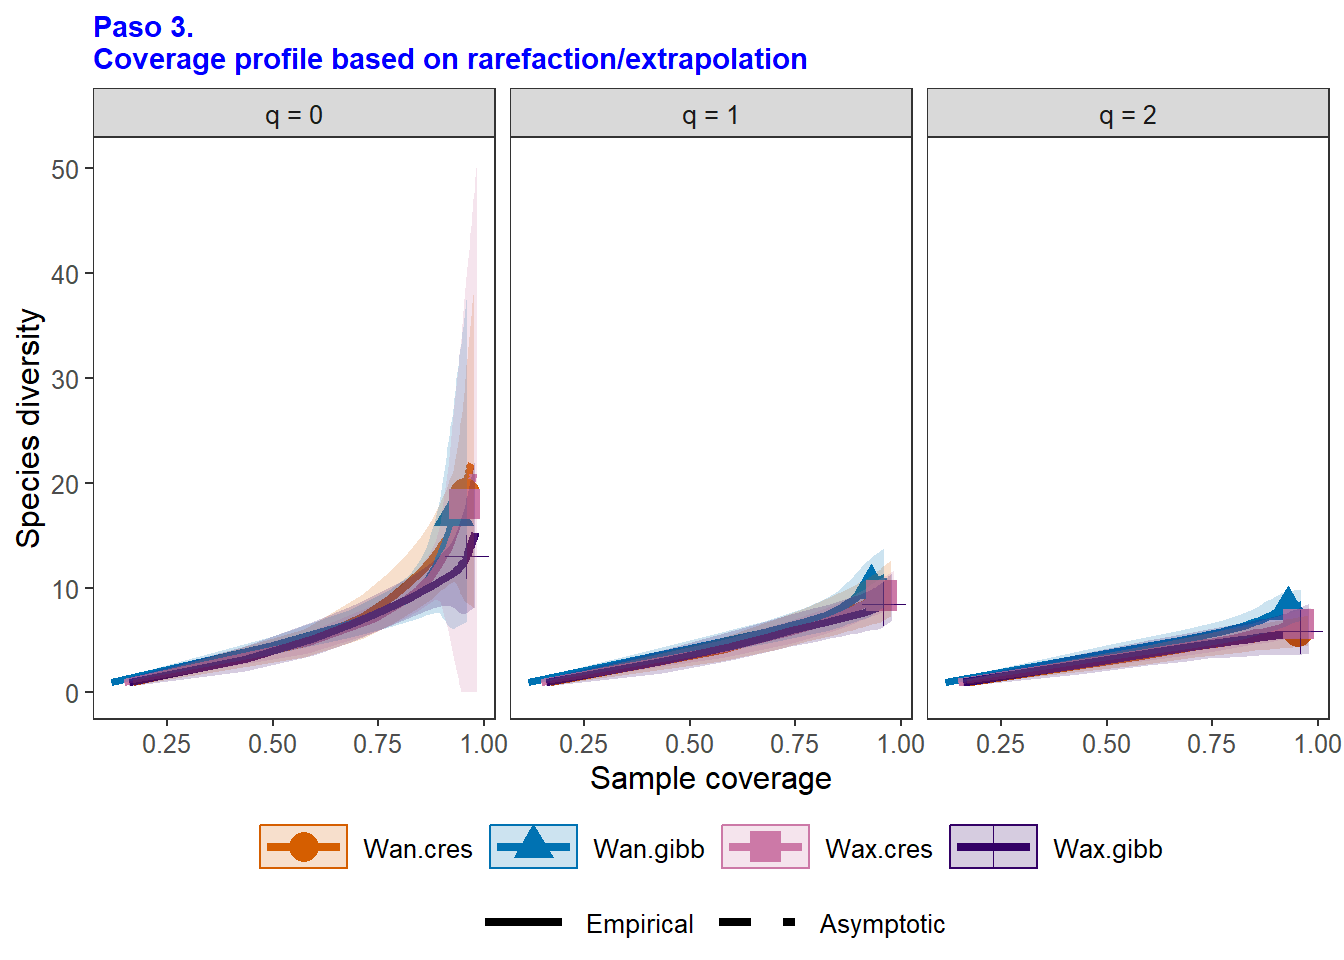 Paso 3.
Coverage profile based on rarefaction/extrapolation
q = 0
q = 1
q = 2
Species diversity
50
40
30
20
10
0
0.25 0.50 0.75 1.00
0.25 0.50 0.75 1.00
0.25 0.50 0.75 1.00
Sample coverage
Wan.cres Wan.gibb Wax.cres Wax.gibb
Empirical Asymptotic